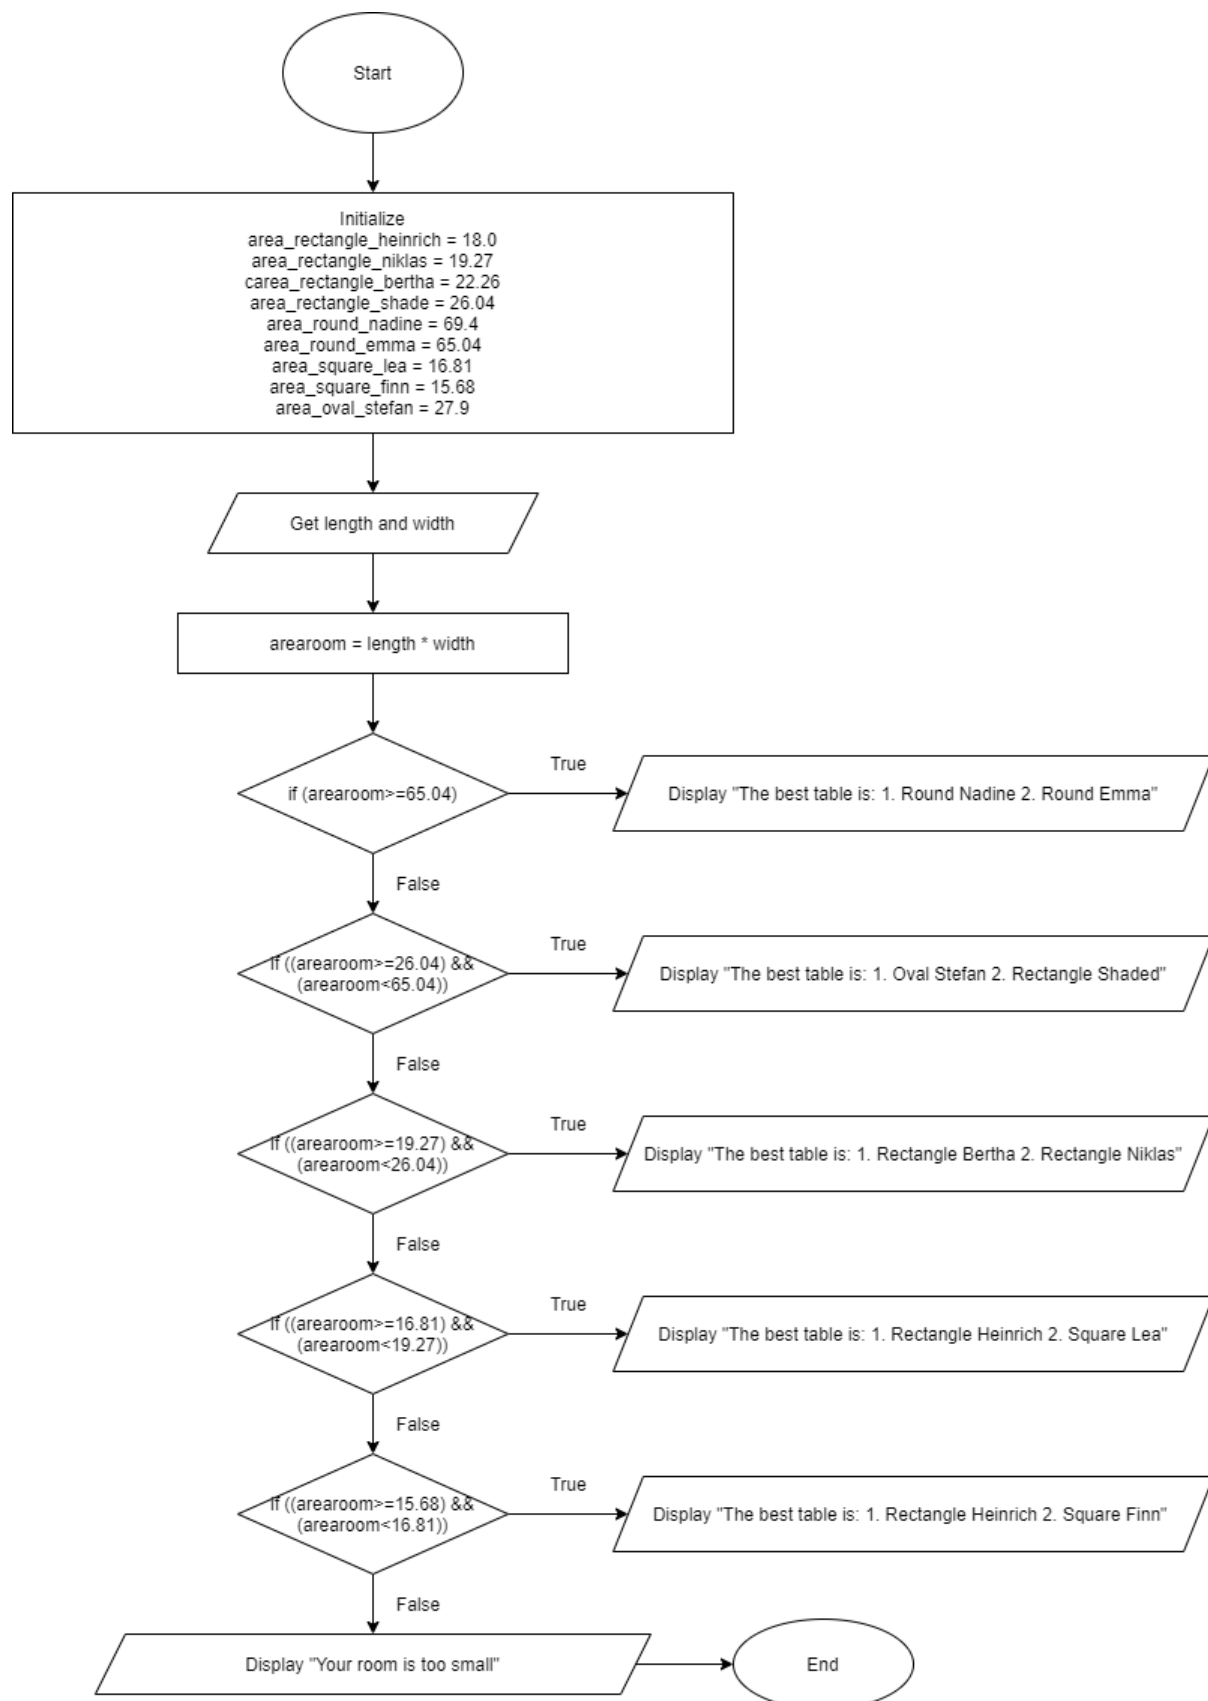 Start
Initialize
area_rectangle_heinrich = 18.0
area_rectangle_niklas = 19.27
carea_rectangle_bertha = 22.26
area_rectangle_shade = 26.04
area_round_nadine = 69.4
area_round_emma = 65.04
area_square_lea = 16.81
area_square_finn = 15.68
area_oval_stefan = 27.9
Get length and width
arearoom = length * width
if (arearoom>=65.04)
True
Display "The best table is: 1. Round Nadine 2. Round Emma"
False
if ((arearoom>=26.04) &&
(arearoom<65.04))
True
Display "The best table is: 1. Oval Stefan 2. Rectangle Shaded"
False
if ((arearoom>=19.27) &&
(arearoom<26.04))
True
Display "The best table is: 1. Rectangle Bertha 2. Rectangle Niklas"
False
if ((arearoom>=16.81) &&
(arearoom<19.27))
True
Display "The best table is: 1. Rectangle Heinrich 2. Square Lea"
False
if ((arearoom>=15.68) &&
(arearoom<16.81))
True
Display "The best table is: 1. Rectangle Heinrich 2. Square Finn"
False
Display "Your room is too small"
End